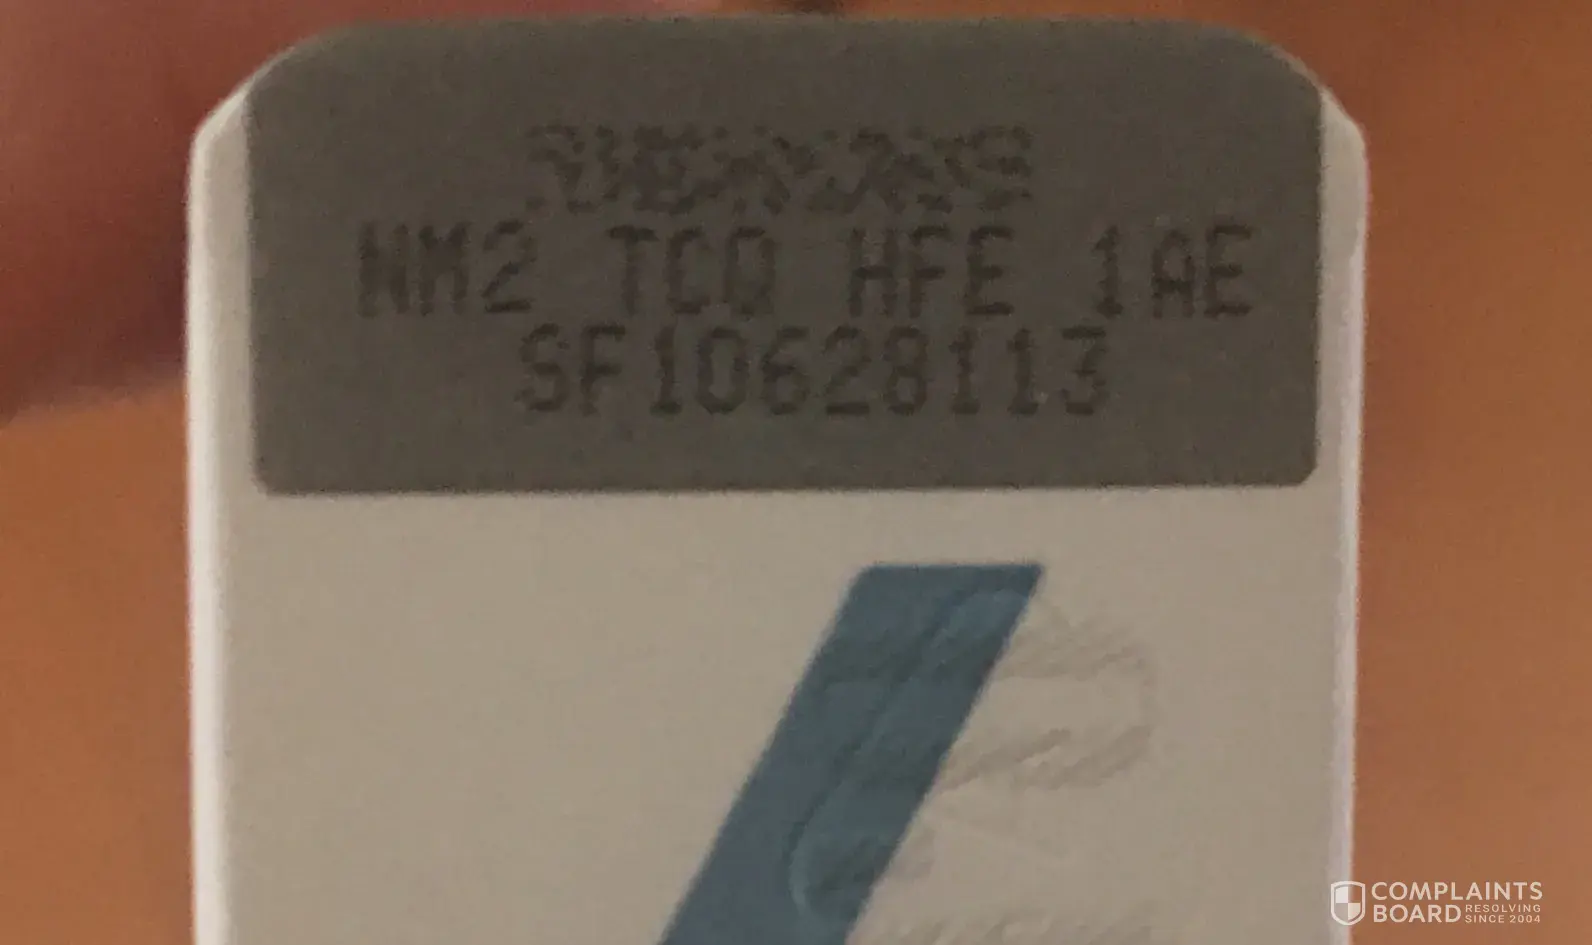 NM2 TCQ HFE 1AE
SF10628113
COMPLAINTS
BOARD RESOLVING
SINCE 2004